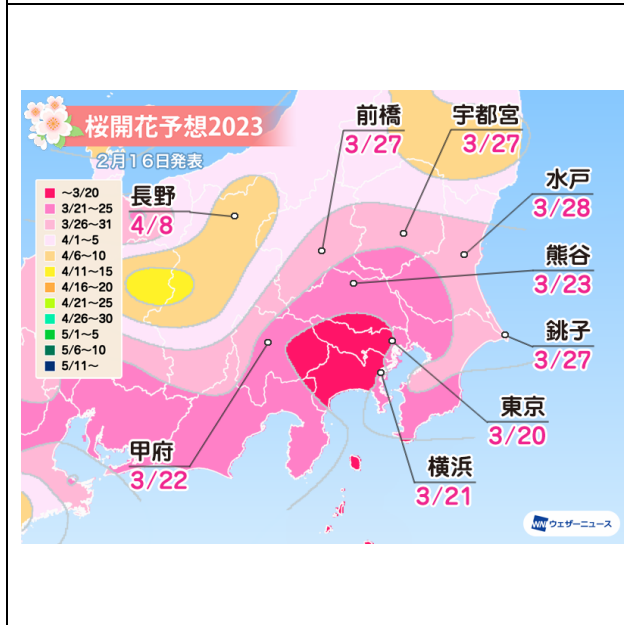 桜開花予想2023
2月16日発表
前橋
3/27
宇都宮
3/27
水戸
3/28
長野
4/8
熊谷
3/23
銚子
3/27
東京
3/20
横浜
3/21
甲府
3/22
～3/20
3/21～25
3/26～31
4/1～5
4/6～10
4/11～15
4/16～20
4/21～25
4/26～30
5/1～5
5/6～10
5/11～
WN ウェザーニュース